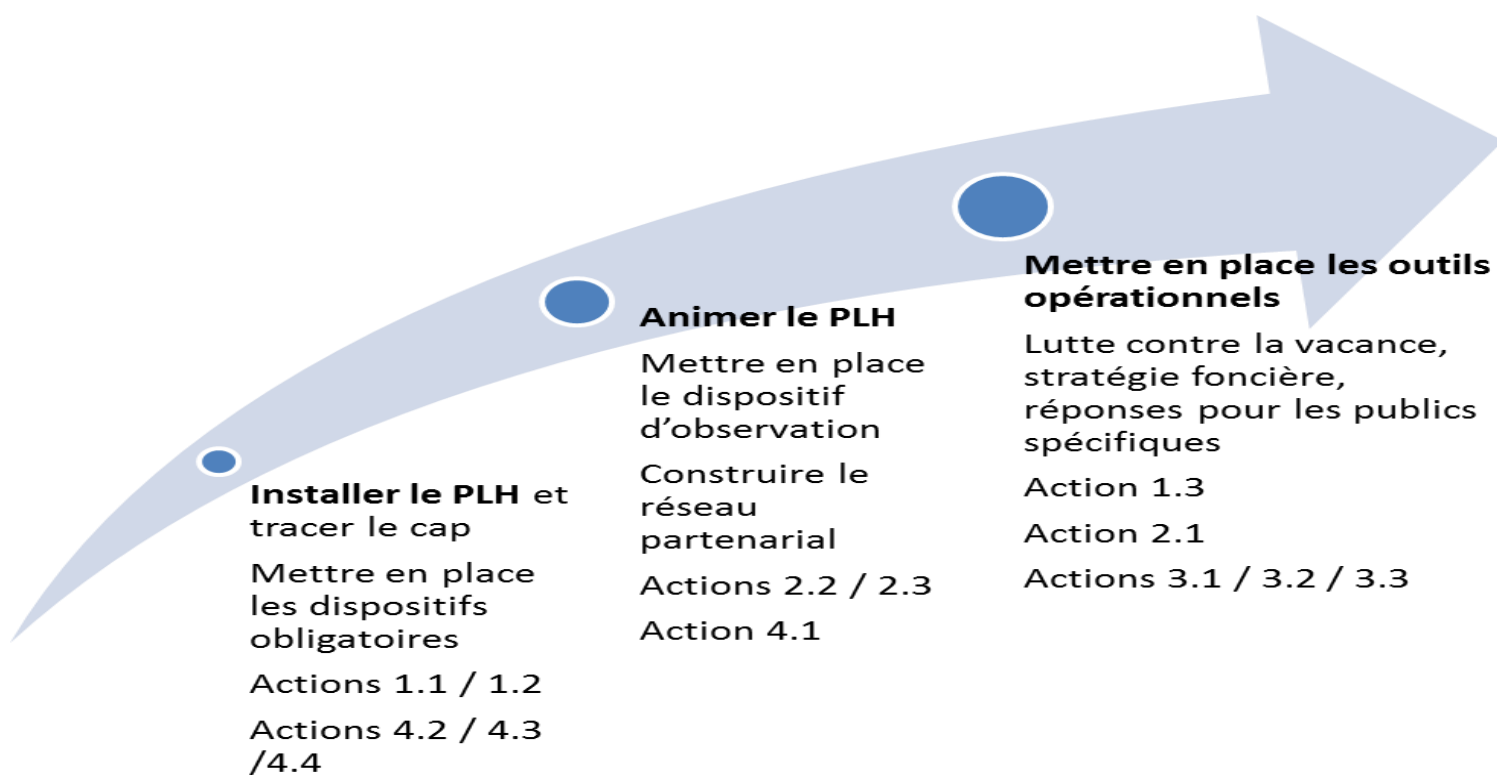 Installer le PLH et
tracer le cap
Mettre en place
les dispositifs
obligatoires
Actions 1.1 / 1.2
Actions 4.2 / 4.3
/4.4
Animer le PLH
Mettre en place
le dispositif
d’observation
Construire le
réseau
partenarial
Actions 2.2 / 2.3
Action 4.1
Mettre en place les outils
opérationnels
Lutte contre la vacance,
stratégie foncière,
réponses pour les publics
spécifiques
Action 1.3
Action 2.1
Actions 3.1 / 3.2 / 3.3